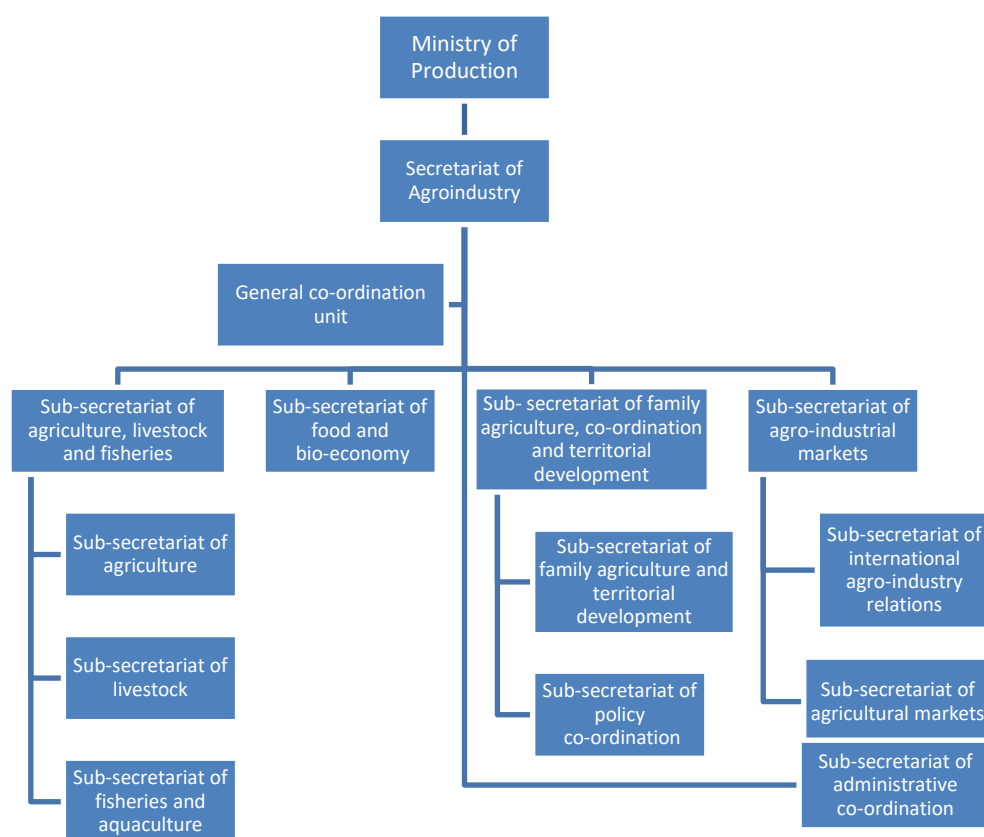 Ministry of
Production
Secretariat of
Agroindustry
General co-ordination
unit
Sub-secretariat of
agriculture, livestock
and fisheries
Sub-secretariat of
food and
bio-economy
Sub- secretariat of family
agriculture, co-ordination
and territorial
development
Sub-secretariat of
agro-industrial
markets
Sub-secretariat of
agriculture
Sub-secretariat of
family agriculture and
territorial
development
Sub-secretariat of
international
agro-industry
relations
Sub-secretariat of
livestock
Sub-secretariat of
policy
co-ordination
Sub-secretariat of
agricultural markets
Sub-secretariat of
fisheries and
aquaculture
Sub-secretariat of
administrative
co-ordination